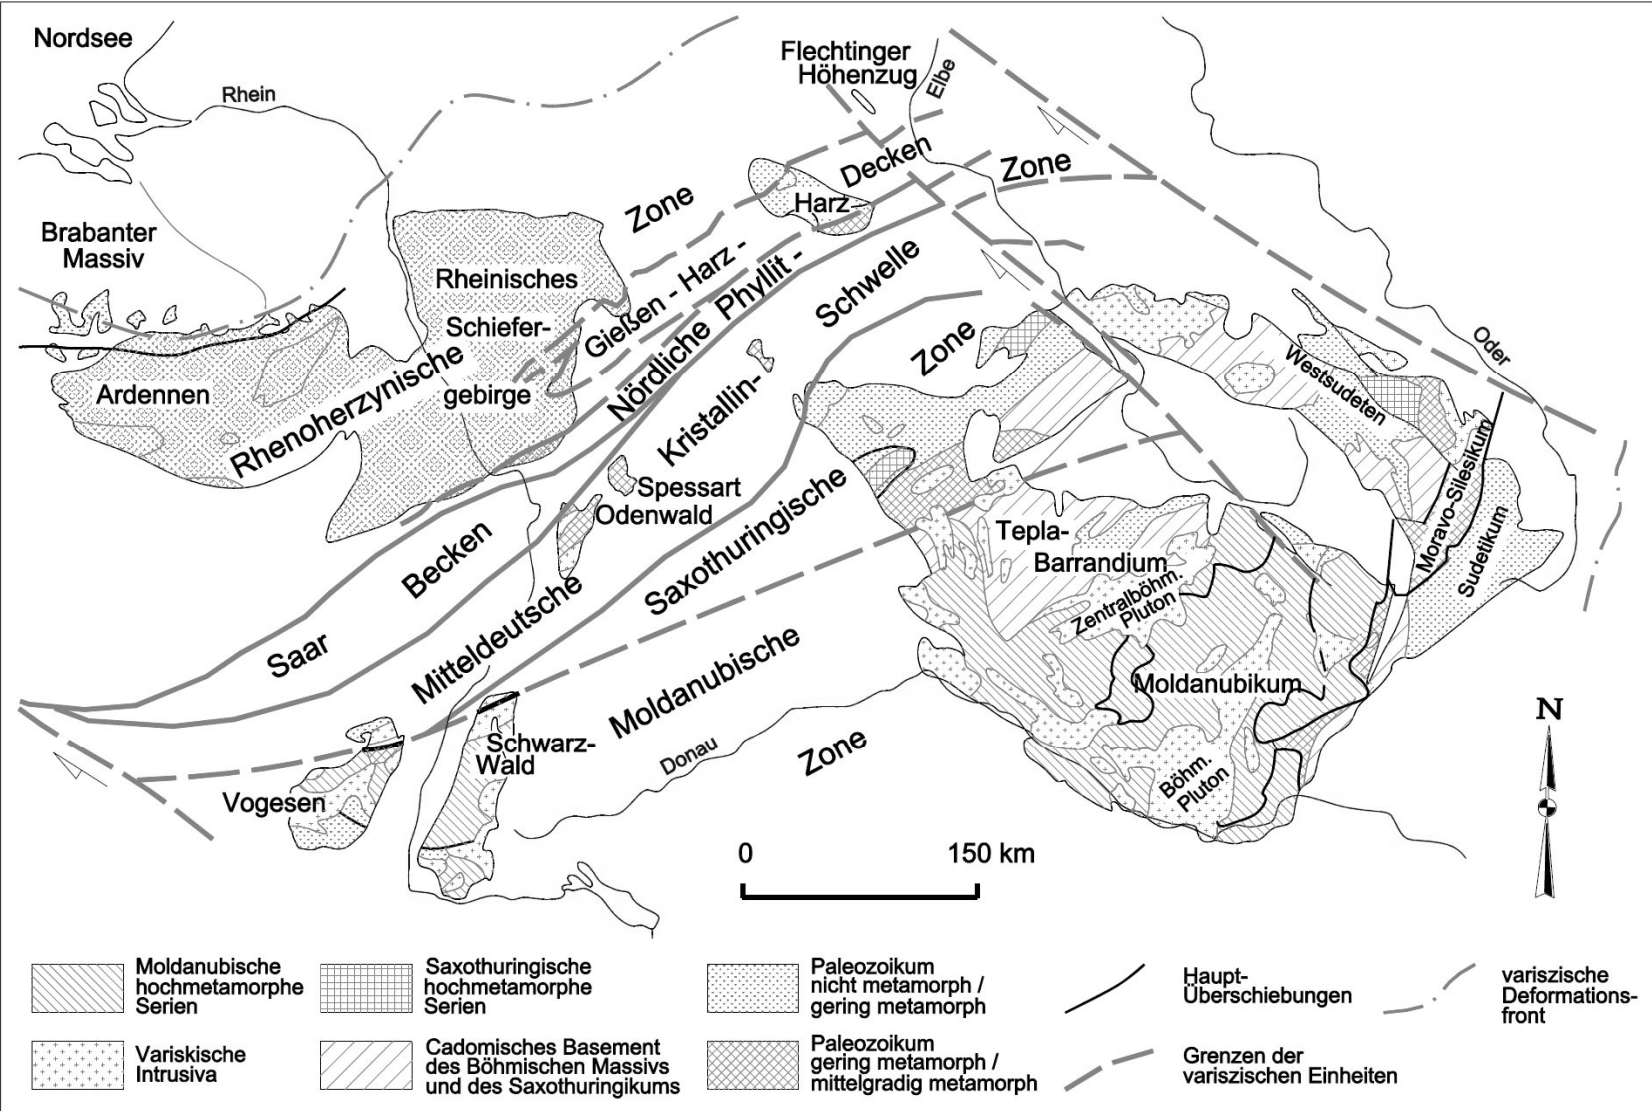 Nordsee
Rhein
Flechtinger
Höhenzug
Elbe
Brabanter
Massiv
Zone
Harz
Decken
Zone
Rheinisches
Schiefer-
gebirge
Gießen - Harz -
Nördliche Phyllit -
Schwelle
Zone
Ardennen
Rhenoherzynische
Kristallin-
Westsudeten
Oder
Spessart
Odenwald
Becken
Saar
Mitteldeutsche
Saxothuringische
Moldanubische
Zone
Tepla-
Barrandium
Zentralböhm.
Pluton
Moravo-Silesikum
Sudetikum
Moldanubikum
Böhm.
Pluton
Schwarz-
Wald
Vogesen
Donau
N
0 150 km
Moldanubische
hochmetamorphe
Serien
Saxothuringische
hochmetamorphe
Serien
Paleozoikum
nicht metamorph /
gering metamorph
Haupt-
Überschiebungen
variszische
Deformations-
front
Variskische
Intrusiva
Cadomisches Basement
des Böhmischen Massivs
und des Saxothuringikums
Paleozoikum
gering metamorph /
mittelgradig metamorph
Grenzen der
variszischen Einheiten